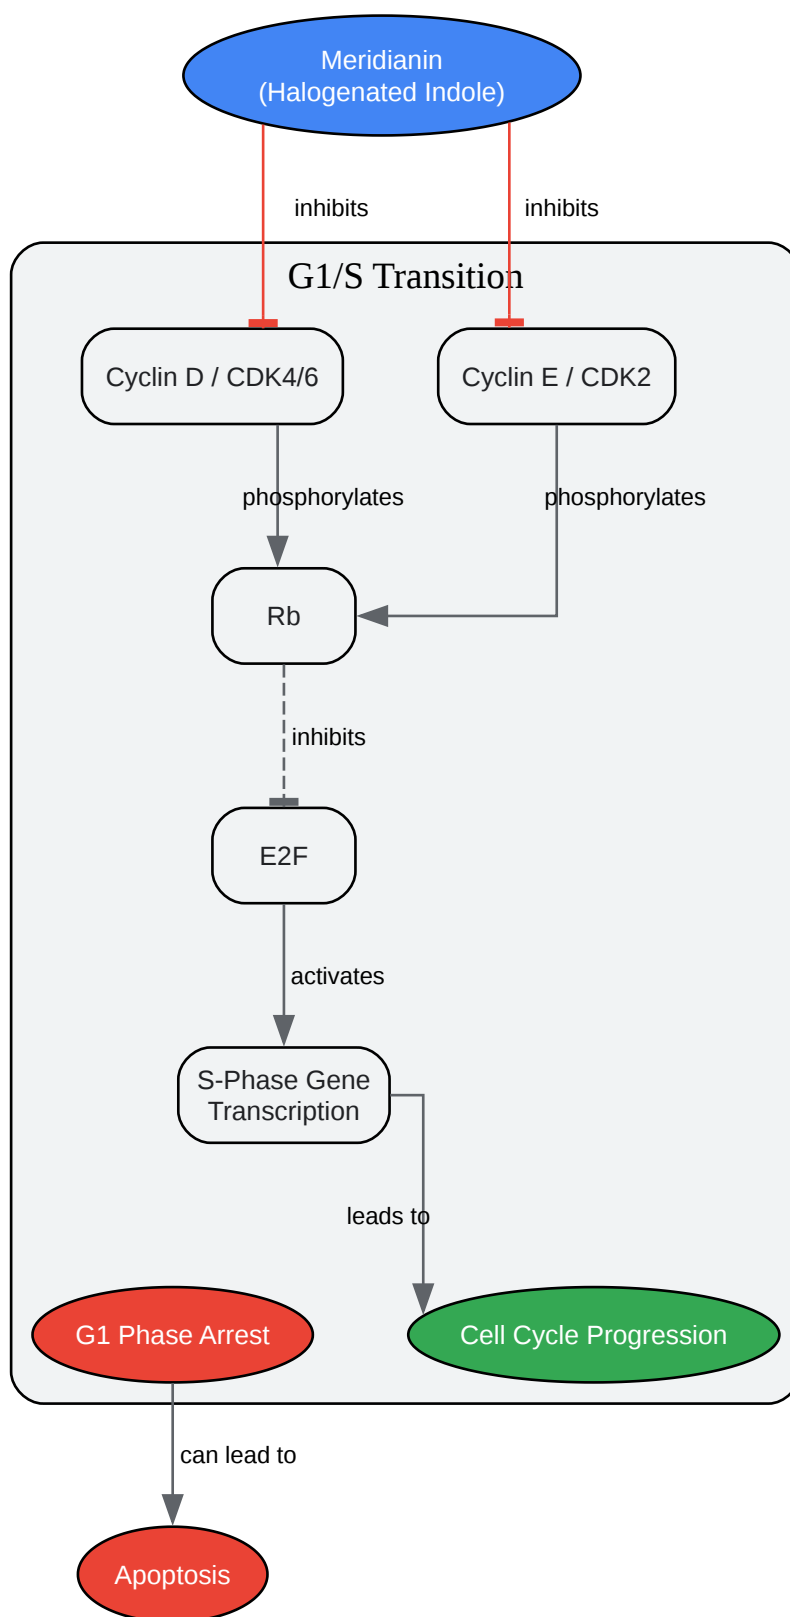 Meridianin
(Halogenated Indole)
inhibits
inhibits
G1/S Transition
Cyclin D / CDK4/6
Cyclin E / CDK2
phosphorylates
phosphorylates
Rb
inhibits
E2F
activates
S-Phase Gene
Transcription
leads to
G1 Phase Arrest
Cell Cycle Progression
can lead to
Apoptosis